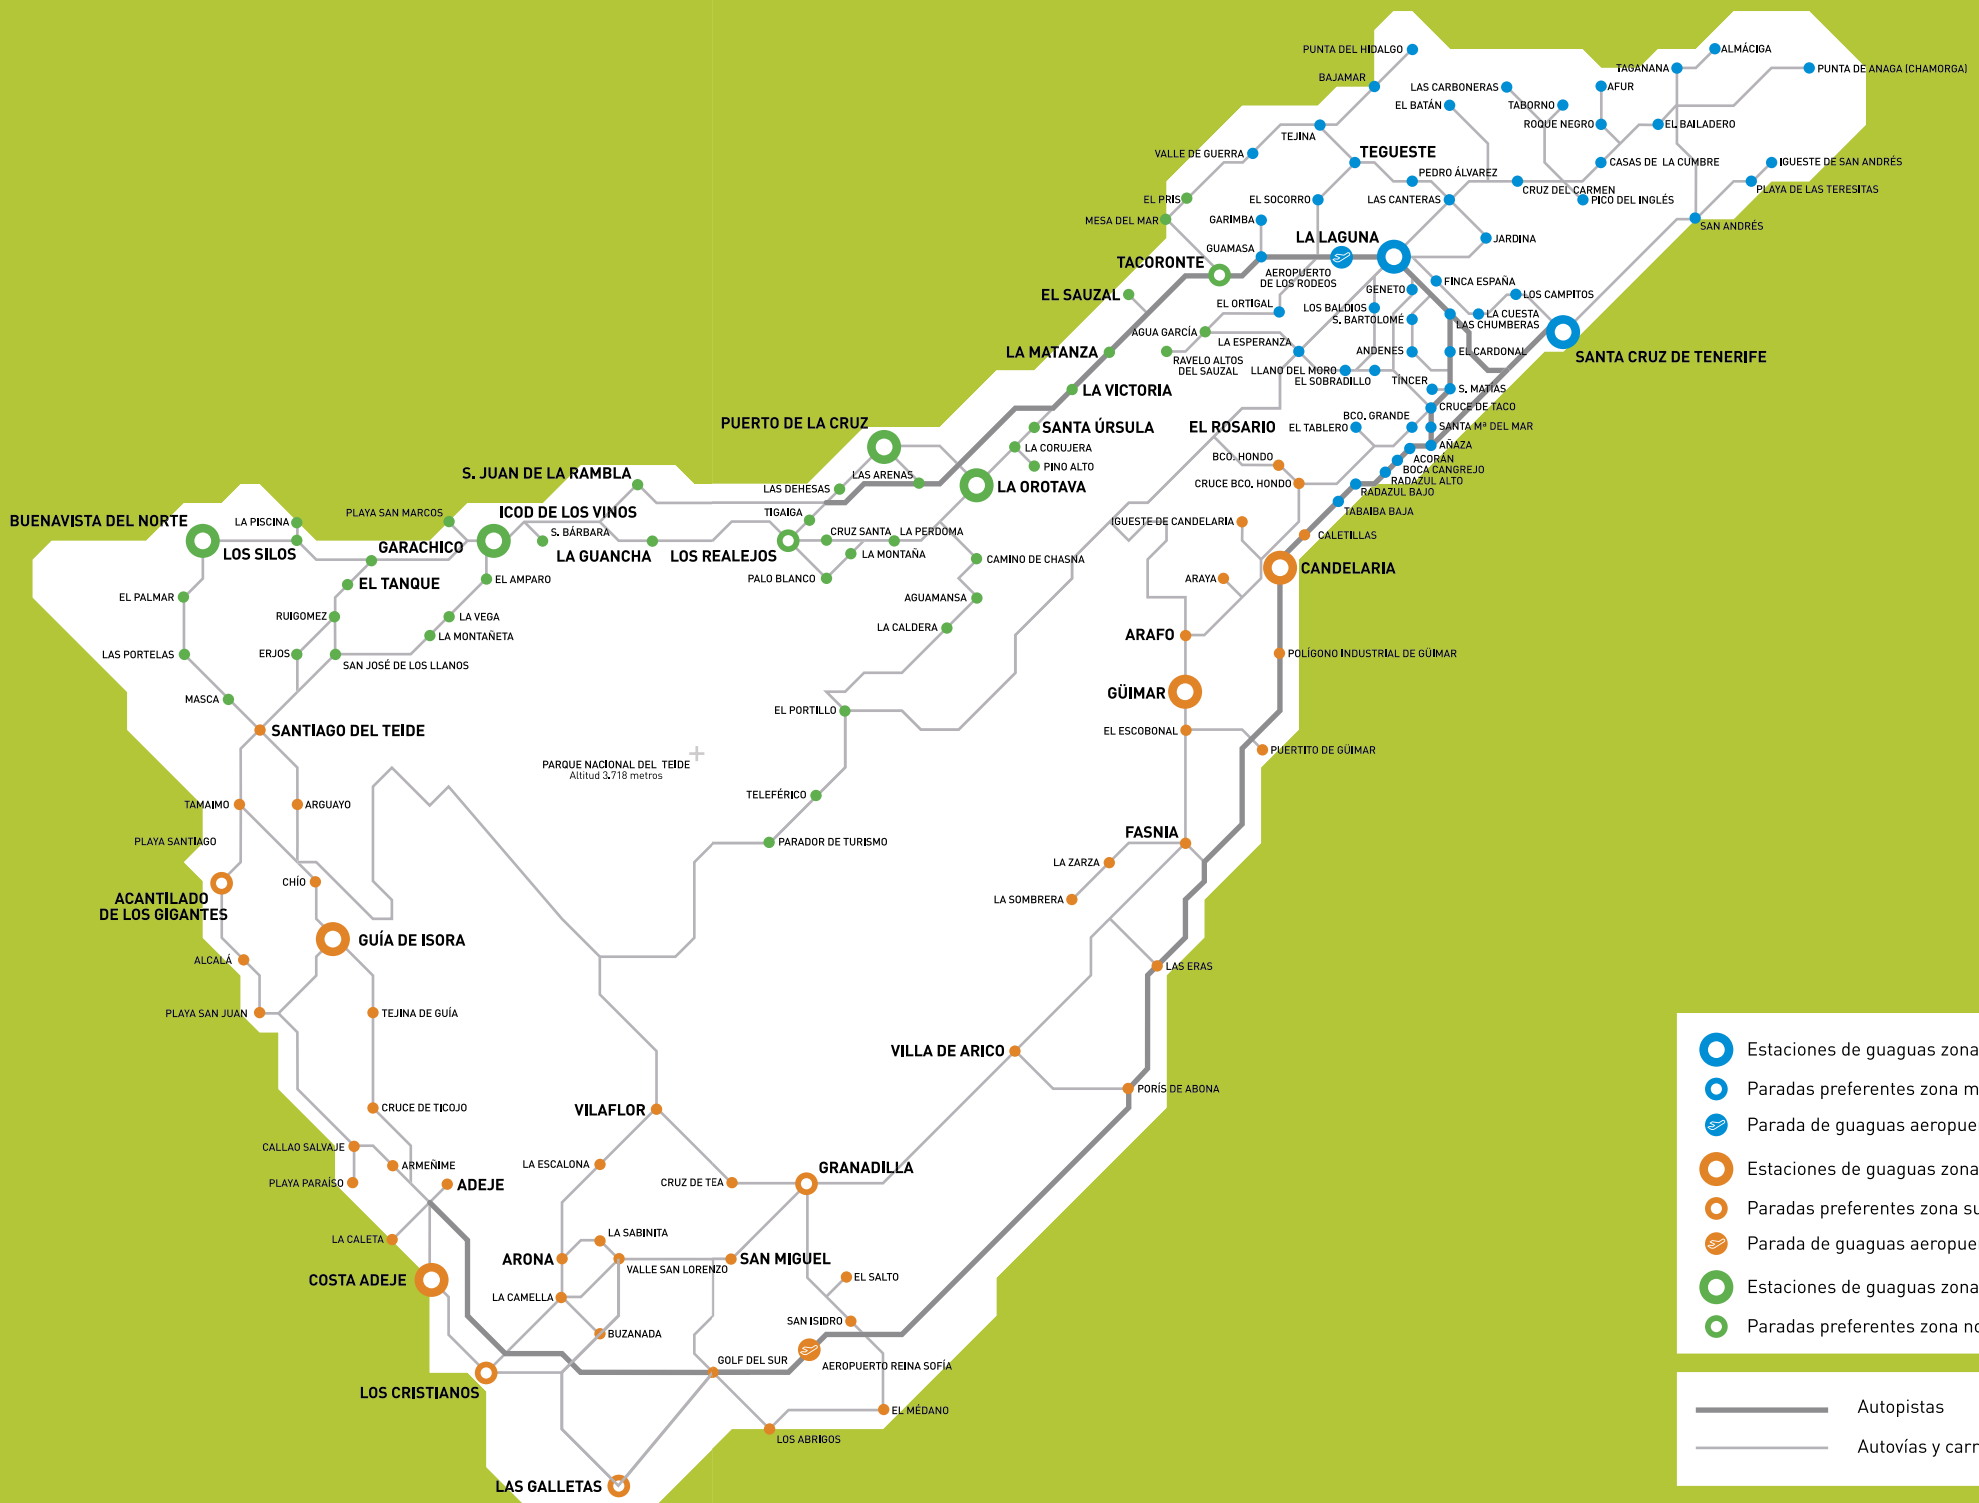 PUNTA DEL HIDALGO
ALMÁCIGA
BAJAMAR
TAGANANA
PUNTA DE ANAGA (CHAMORGA)
LAS CARBONERAS
AFUR
EL BATÁN
TABORNO
TEJINA
ROQUE NEGRO
EL BAILADERO
VALLE DE GUERRA
TEGUESTE
CASAS DE LA CUMBRE
IGUESTE DE SAN ANDRÉS
PEDRO ÁLVAREZ
CRUZ DEL CARMEN
PLAYA DE LAS TERESITAS
EL PRIS
EL SOCORRO
LAS CANTERAS
PICO DEL INGLÉS
MESA DEL MAR
GARIMBA
SAN ANDRÉS
LA LAGUNA
JARDINA
GUAMASA
TACORONTE
AEROPUERTO
DE LOS RODEOS
FINCA ESPAÑA
GENETO
EL SAUZAL
LOS CAMPITOS
EL ORTIGAL
LOS BALDIOS
S. BARTOLOMÉ
LA CUESTA
LAS CHUMBERAS
AGUA GARCÍA
LA ESPERANZA
LA MATANZA
RAVELO ALTOS
DEL SAUZAL
ANDENES
EL CARDONAL
SANTA CRUZ DE TENERIFE
LLANO DEL MORO
EL SOBRADILLO
TÍNCER
S. MATÍAS
LA VICTORIA
CRUCE DE TACO
BCO. GRANDE
PUERTO DE LA CRUZ
SANTA ÚRSULA
EL ROSARIO
EL TABLERO
SANTA Mª DEL MAR
LA CORUJERA
AÑAZA
ACORÁN
PINO ALTO
BCO. HONDO
BOCA CANGREJO
S. JUAN DE LA RAMBLA
LAS ARENAS
RADAZUL ALTO
LAS DEHESAS
LA OROTAVA
CRUCE BCO. HONDO
RADAZUL BAJO
TABAIBA BAJA
PLAYA SAN MARCOS
ICOD DE LOS VINOS
BUENAVISTA DEL NORTE
LA PISCINA
TIGAIGA
IGUESTE DE CANDELARIA
CALETILLAS
S. BÁRBARA
CRUZ SANTA
LA PERDOMA
GARACHICO
LOS SILOS
LA GUANCHA
LOS REALEJOS
LA MONTAÑA
CAMINO DE CHASNA
CANDELARIA
EL TANQUE
EL AMPARO
PALO BLANCO
ARAYA
EL PALMAR
AGUAMANSA
RUIGOMEZ
LA VEGA
LA CALDERA
LA MONTAÑETA
ARAFO
LAS PORTELAS
ERJOS
SAN JOSÉ DE LOS LLANOS
POLÍGONO INDUSTRIAL DE GÜIMAR
MASCA
GÜIMAR
EL PORTILLO
SANTIAGO DEL TEIDE
EL ESCOBONAL
PUERTITO DE GÜIMAR
PARQUE NACIONAL DEL TEIDE
Altitud 3.718 metros
TELEFÉRICO
TAMAIMO
ARGUAYO
FASNIA
PLAYA SANTIAGO
PARADOR DE TURISMO
LA ZARZA
CHÍO
ACANTILADO
DE LOS GIGANTES
LA SOMBRERA
GUÍA DE ISORA
ALCALÁ
LAS ERAS
PLAYA SAN JUAN
TEJINA DE GUÍA
VILLA DE ARICO
PORÍS DE ABONA
CRUCE DE TICOJO
VILAFLOR
CALLAO SALVAJE
ARMEÑIME
LA ESCALONA
GRANADILLA
PLAYA PARAÍSO
ADEJE
CRUZ DE TEA
LA CALETA
LA SABINITA
ARONA
VALLE SAN LORENZO
SAN MIGUEL
COSTA ADEJE
EL SALTO
LA CAMELLA
SAN ISIDRO
BUZANADA
GOLF DEL SUR
AEROPUERTO REINA SOFÍA
LOS CRISTIANOS
EL MÉDANO
LOS ABRIGOS
LAS GALLETAS
Estaciones de guaguas zona
Paradas preferentes zona m
Parada de guaguas aeropue
Estaciones de guaguas zona
Paradas preferentes zona su
Parada de guaguas aeropue
Estaciones de guaguas zona
Paradas preferentes zona no
Autopistas
Autovías y carr